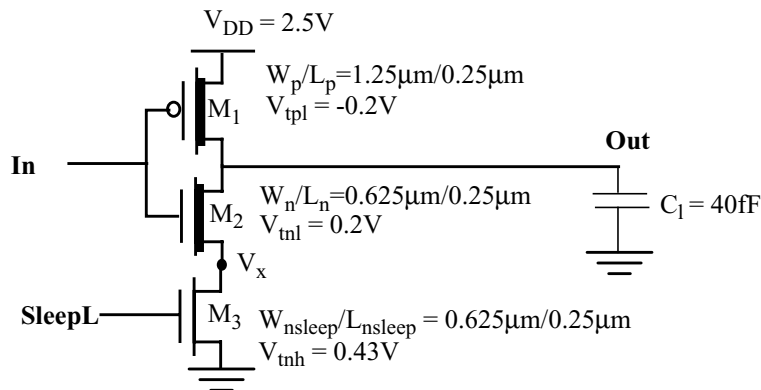 V_DD = 2.5V
W_p/L_p=1.25μm/0.25μm
V_tpl = -0.2V
M_1
Out
In
W_n/L_n=0.625μm/0.25μm
V_tnl = 0.2V
M_2
C_l = 40fF
V_x
SleepL
M_3
W_nsleep/L_nsleep = 0.625μm/0.25μm
V_tnh = 0.43V